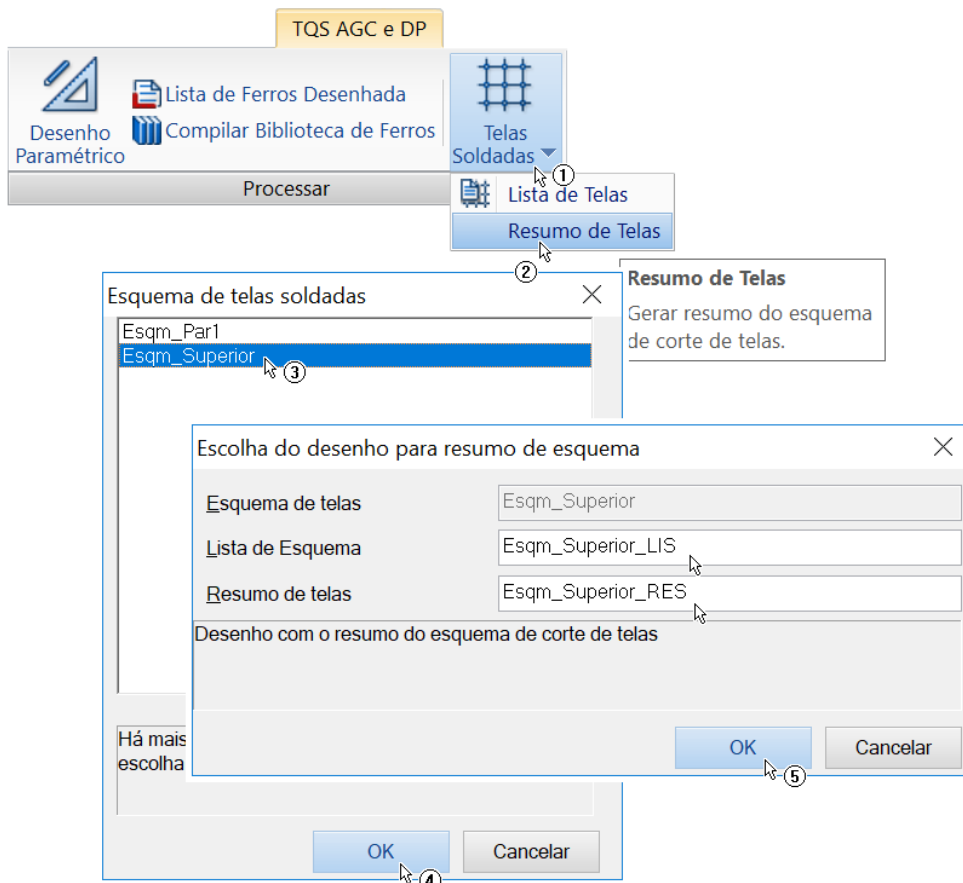 TQS AGC e DP
Desenho
Paramétrico
Lista de Ferros Desenhada
Compilar Biblioteca de Ferros
Telas
Soldadas
1
Processar
Lista de Telas
Resumo de Telas
2
Resumo de Telas
Gerar resumo do esquema
de corte de telas.
Esquema de telas soldadas
Esqm_Par1
Esqm_Superior
3
Escolha do desenho para resumo de esquema
Esquema de telas
Esqm_Superior
Lista de Esquema
Esqm_Superior_LIS
Resumo de telas
Esqm_Superior_RES
Desenho com o resumo do esquema de corte de telas
OK
Cancelar
5
Há mais
escolha
OK
Cancelar
4